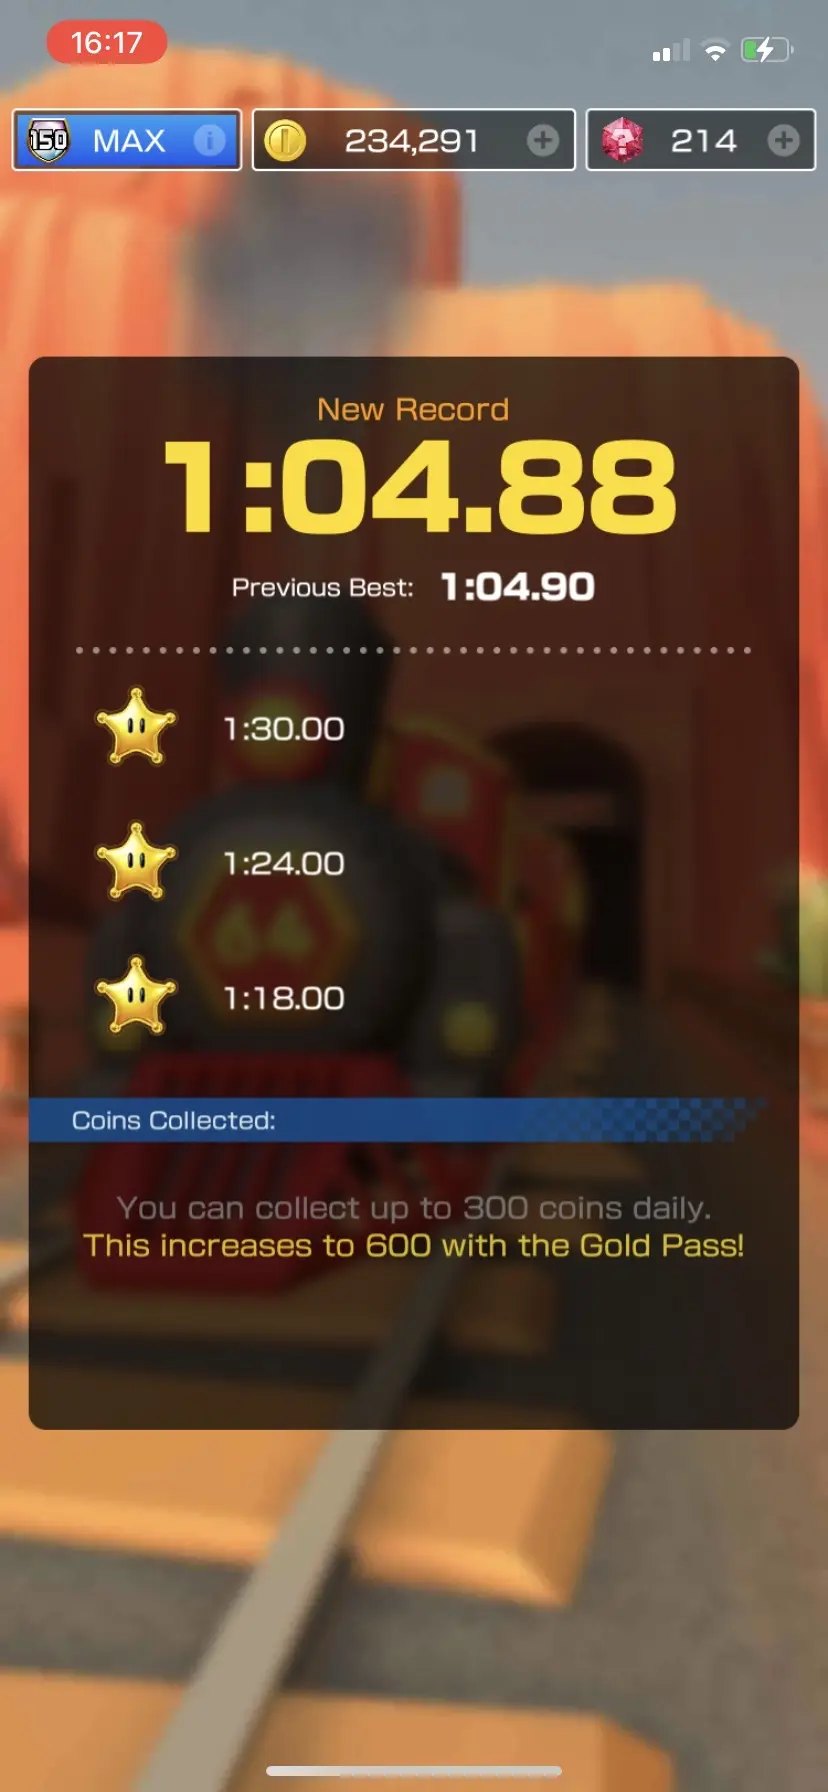 16:17
150 MAX i 234,291 + 214 +
New Record
1:04.88
Previous Best: 1:04.90
1:30.00
1:24.00
64
1:18.00
Coins Collected:
You can collect up to 300 coins daily.
This increases to 600 with the Gold Pass!